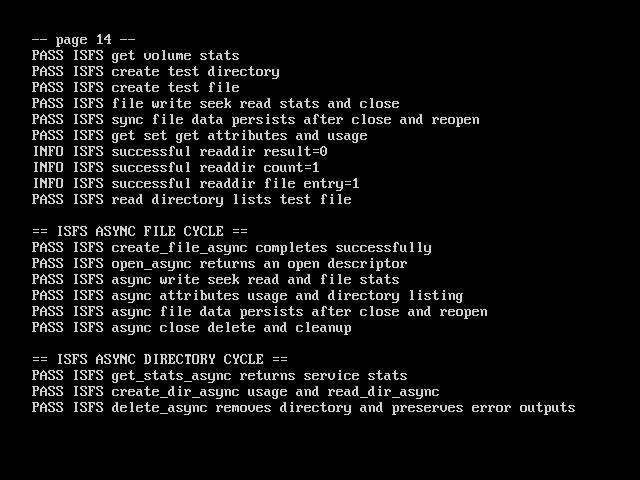 -- page 14 --
PASS ISFS get volume stats
PASS ISFS create test directory
PASS ISFS create test file
PASS ISFS file write seek read stats and close
PASS ISFS sync file data persists after close and reopen
PASS ISFS get set get attributes and usage
INFO ISFS successful readdir result=0
INFO ISFS successful readdir count=1
INFO ISFS successful readdir file entry=1
PASS ISFS read directory lists test file

== ISFS ASYNC FILE CYCLE ==
PASS ISFS create_file_async completes successfully
PASS ISFS open_async returns an open descriptor
PASS ISFS async write seek read and file stats
PASS ISFS async attributes usage and directory listing
PASS ISFS async file data persists after close and reopen
PASS ISFS async close delete and cleanup

== ISFS ASYNC DIRECTORY CYCLE ==
PASS ISFS get_stats_async returns service stats
PASS ISFS create_dir_async usage and read_dir_async
PASS ISFS delete_async removes directory and preserves error outputs